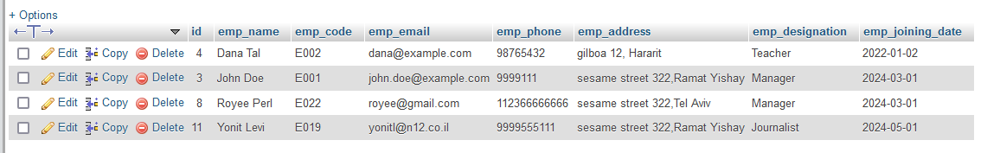 + Options
←T→ id emp_name emp_code emp_email emp_phone emp_address emp_designation emp_joining_date
Edit Copy Delete 4 Dana Tal E002 dana@example.com 98765432 gilboa 12, Hararit Teacher 2022-01-02
Edit Copy Delete 3 John Doe E001 john.doe@example.com 9999111 sesame street 322,Ramat Yishay Manager 2024-03-01
Edit Copy Delete 8 Royee Perl E022 royee@gmail.com 112366666666 sesame street 322,Tel Aviv Manager 2024-03-01
Edit Copy Delete 11 Yonit Levi E019 yonitl@n12.co.il 9999555111 sesame street 322,Ramat Yishay Journalist 2024-05-01